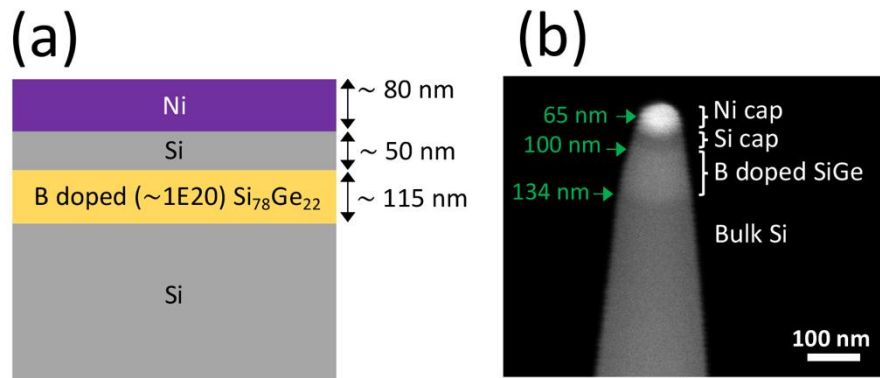 (a)
Ni
~ 80 nm
Si
~ 50 nm
B doped (~1E20) Si₇₈Ge₂₂
~ 115 nm
Si
(b)
65 nm
Ni cap
Si cap
100 nm
B doped SiGe
134 nm
Bulk Si
100 nm